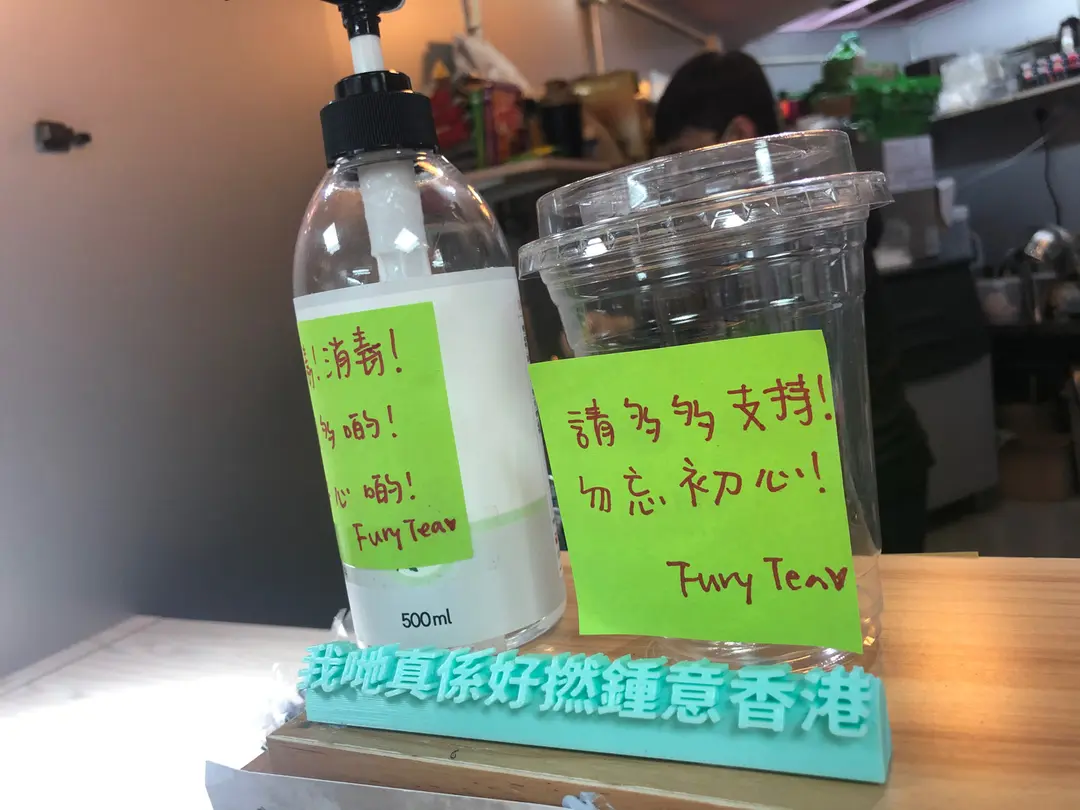 消毒！
啲！
心啲！
Fury Tea♥
500ml
請多多支持！
勿忘初心！
Fury Tea♥
我哋真係好撚鍾意香港